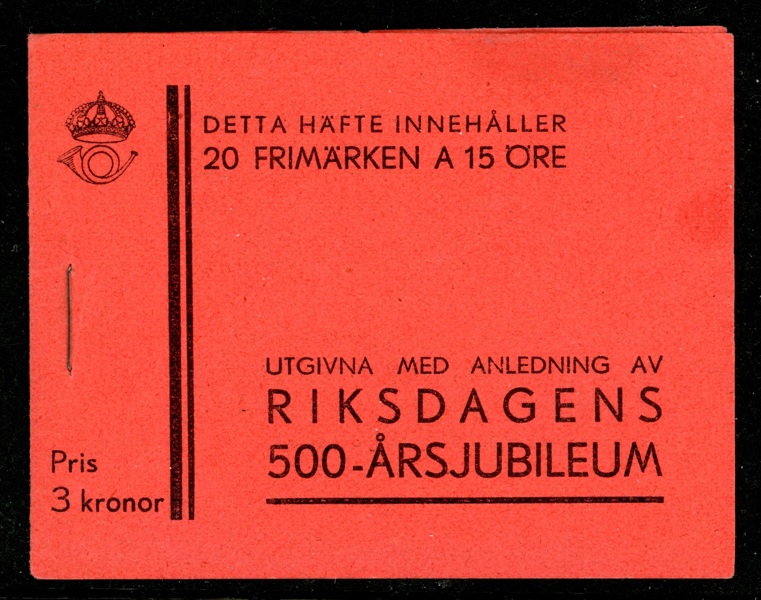 DETTA HÄFTE INNEHÅLLER
20 FRIMÄRKEN A 15 ÖRE
UTGIVNA MED ANLEDNING AV
RIKSDAGENS
500-ÅRSJUBILEUM
Pris
3 kronor